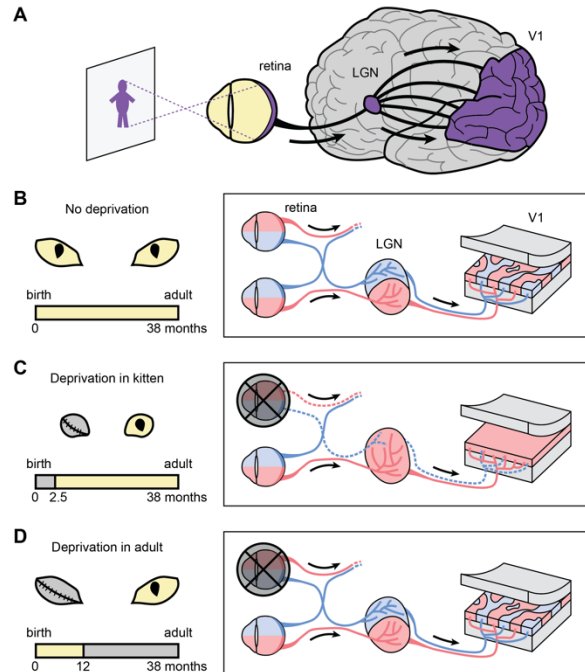 A
retina
LGN
V1
B
No deprivation
birth
adult
0
38 months
retina
LGN
V1
C
Deprivation in kitten
birth
adult
0
2.5
38 months
D
Deprivation in adult
birth
adult
0
12
38 months